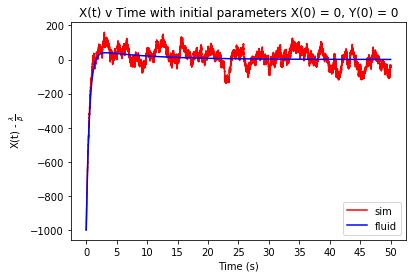 X(t) v Time with initial parameters X(0) = 0, Y(0) = 0
200
0
−200
−400
−600
−800
−1000
X(t) - λ/β
0 5 10 15 20 25 30 35 40 45 50
Time (s)
sim
fluid